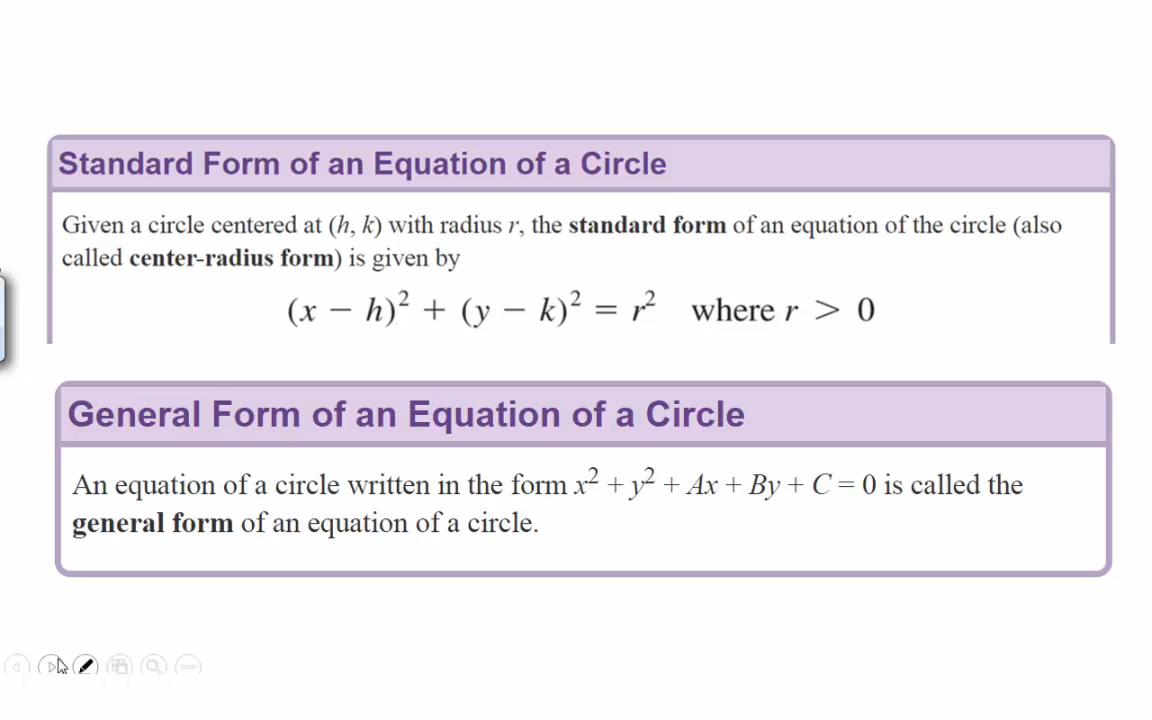 Standard Form of an Equation of a Circle
Given a circle centered at (h, k) with radius r, the standard form of an equation of the circle (also
called center-radius form) is given by
(x − h)² + (y − k)² = r² where r > 0
General Form of an Equation of a Circle
An equation of a circle written in the form x² + y² + Ax + By + C = 0 is called the
general form of an equation of a circle.